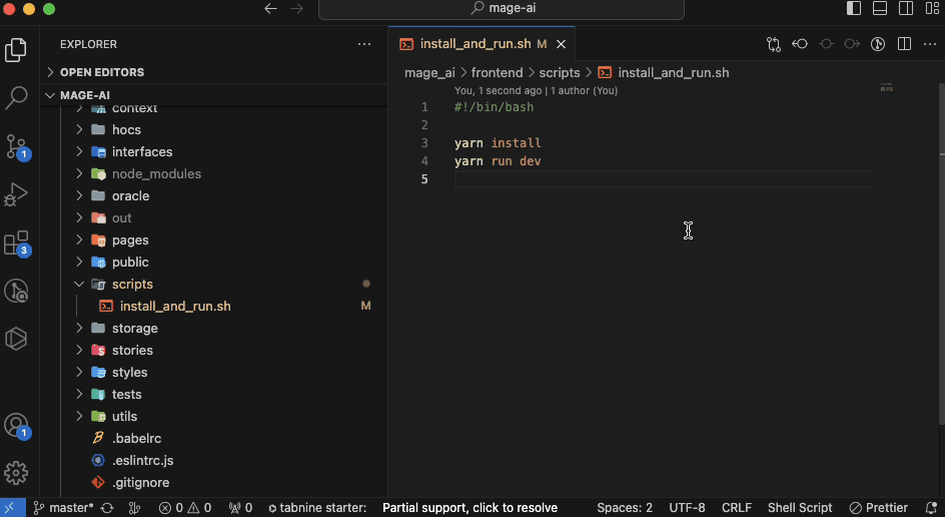 mage-ai
EXPLORER
OPEN EDITORS
MAGE-AI
context
hocs
interfaces
node_modules
oracle
out
pages
public
scripts
install_and_run.sh M
storage
stories
styles
tests
utils
.babelrc
.eslintrc.js
.gitignore
1
3
1
install_and_run.sh M
mage_ai > frontend > scripts > install_and_run.sh
You, 1 second ago | 1 author (You)
1 #!/bin/bash
2
3 yarn install
4 yarn run dev
5
master* 0 0 0 tabnine starter: Partial support, click to resolve Spaces: 2 UTF-8 CRLF Shell Script Prettier